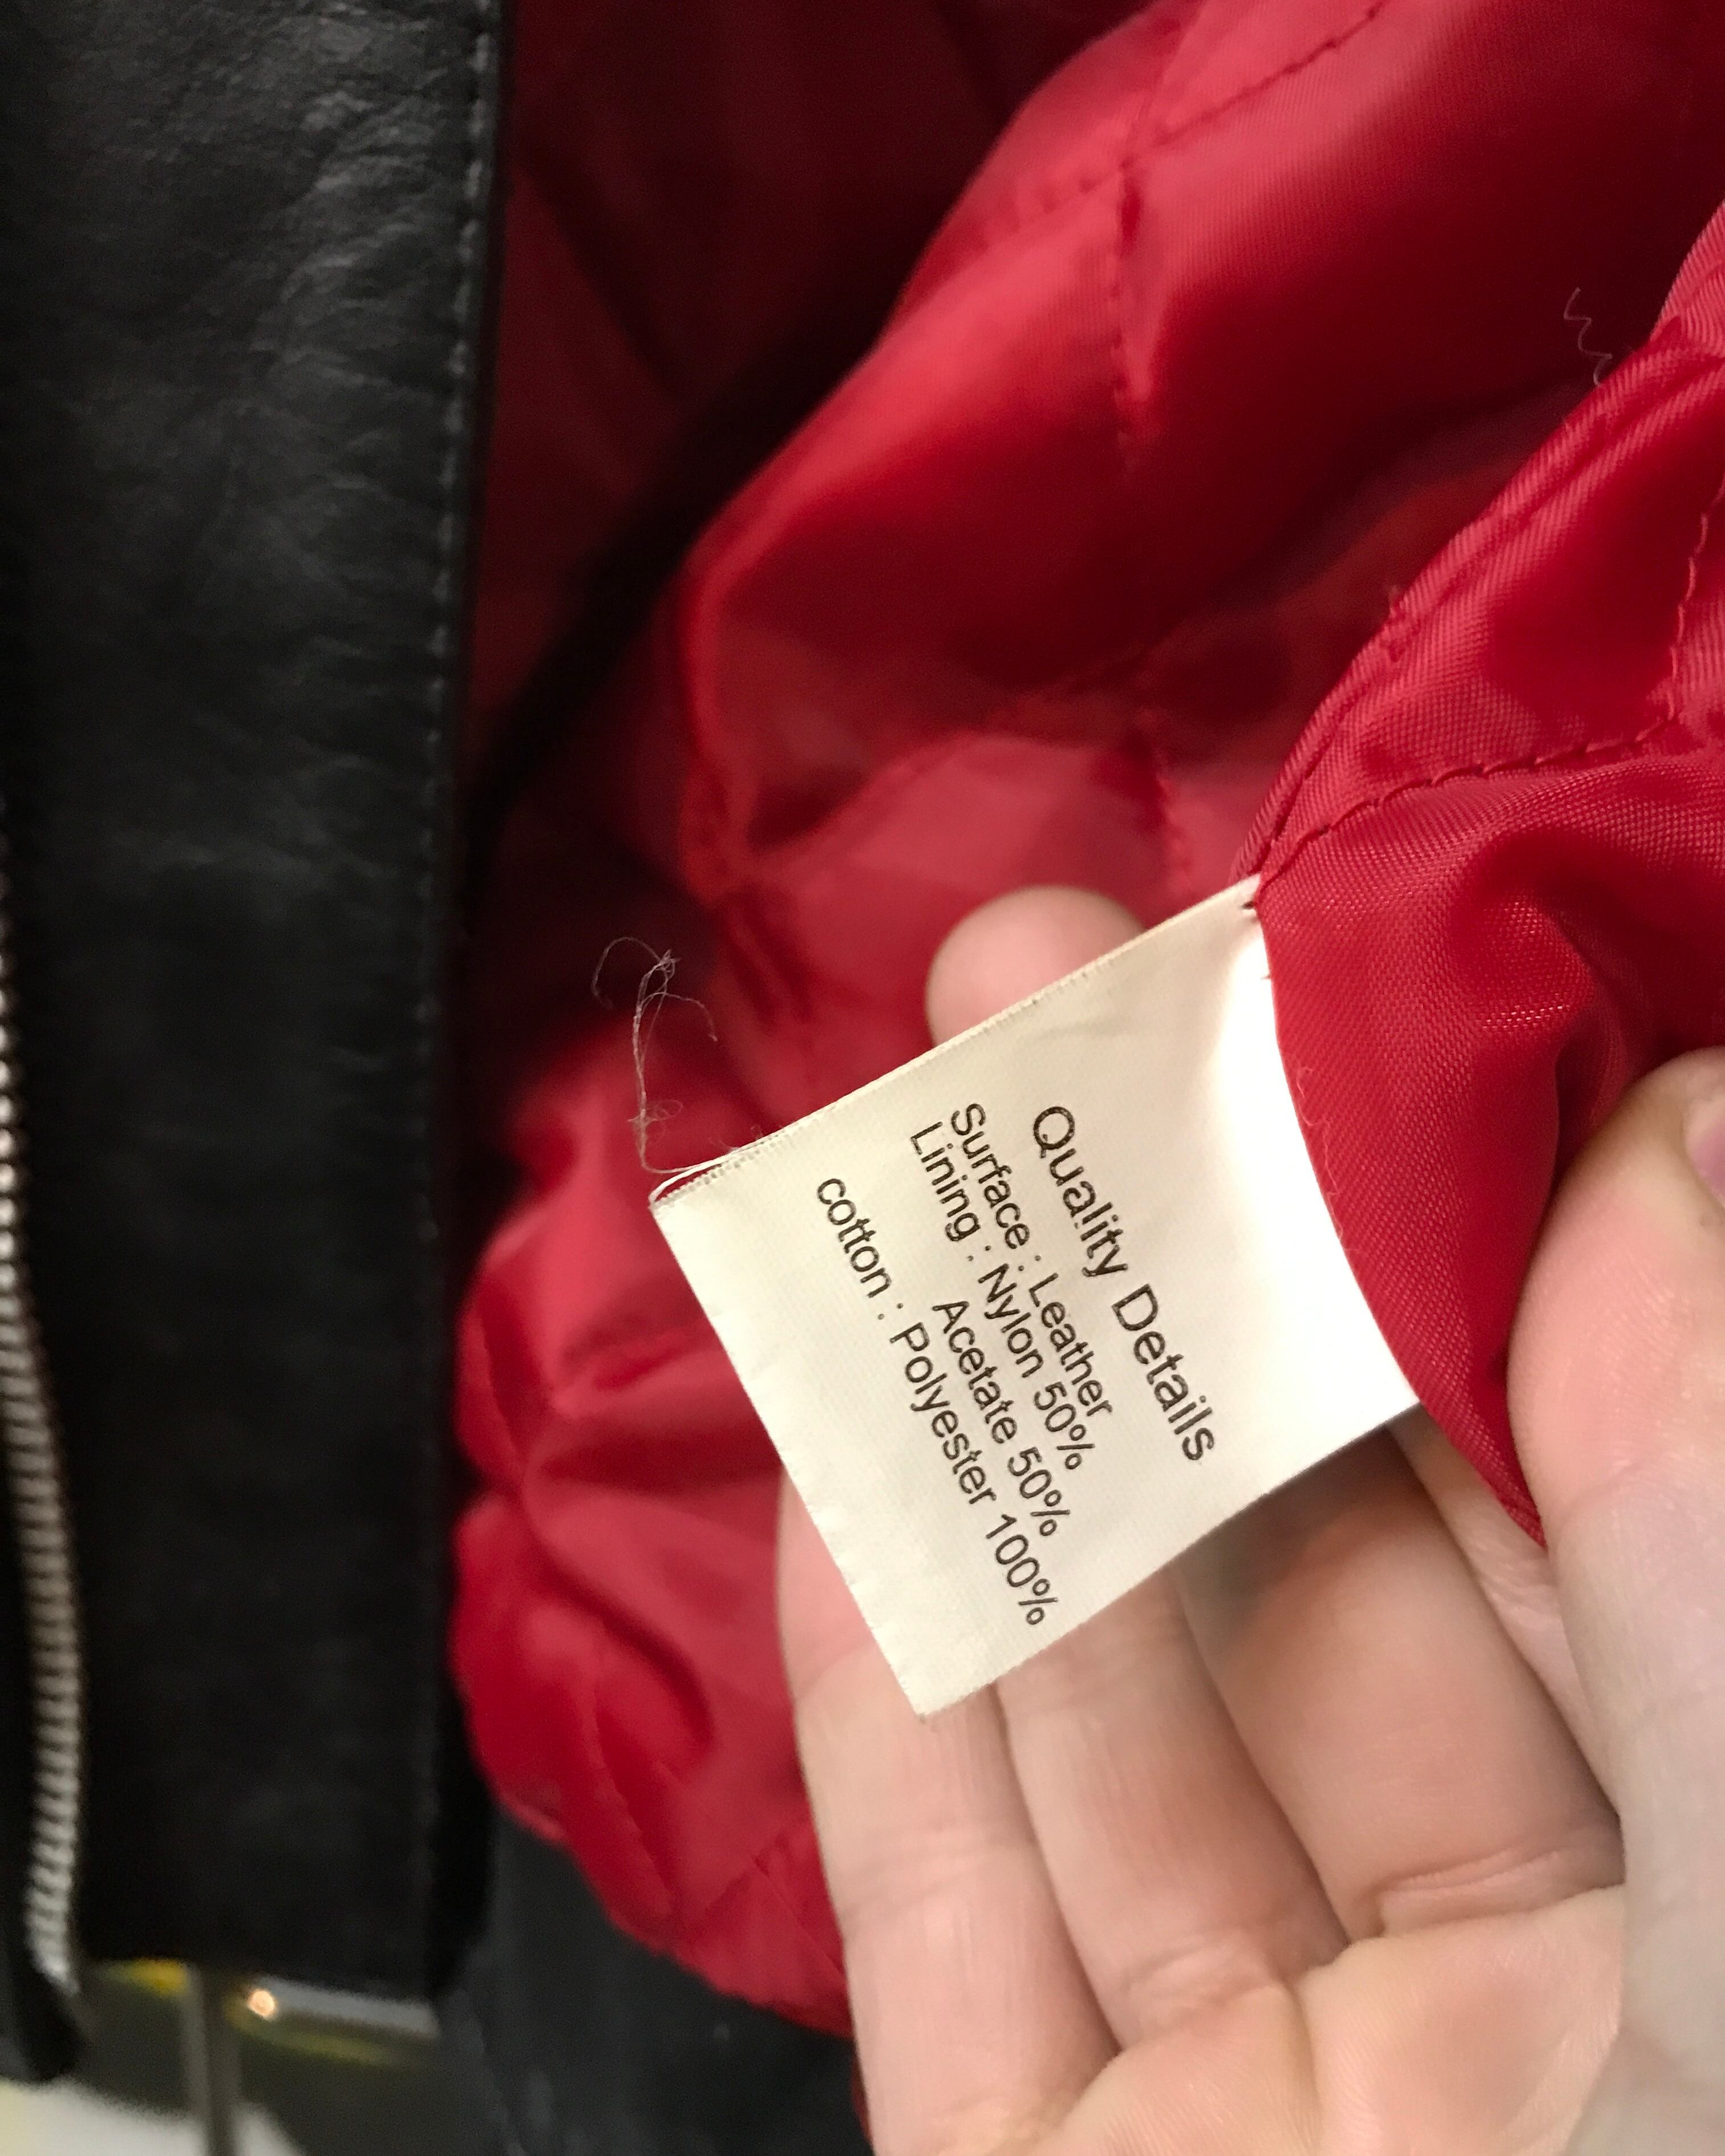 Quality Details
Surface : Leather
Lining : Nylon 50%
Acetate 50%
cotton : Polyester 100%